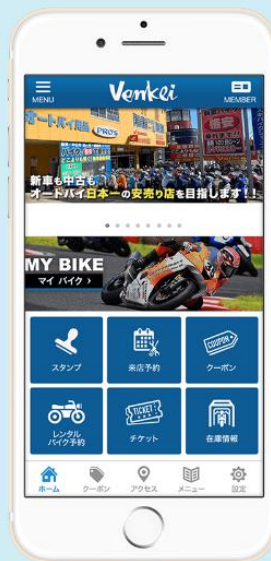 MENU
Venkei
MEMBER
オートバイ用品
PROS
新車も中古も
オートバイ日本一の安売り店を目指します!!
MY BIKE
マイ バイク ›
スタンプ
来店予約
COUPON
クーポン
レンタル
バイク予約
TICKET
チケット
在庫情報
ホーム
クーポン
アクセス
メニュー
設定